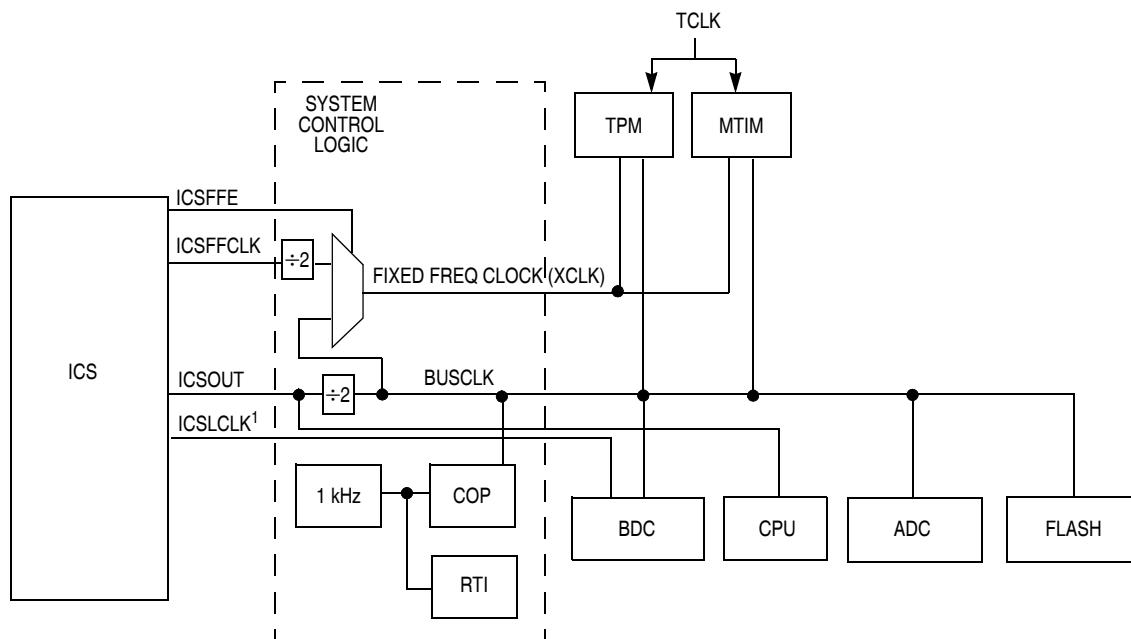 TCLK
SYSTEM
CONTROL
LOGIC
TPM
MTIM
ICSFFE
ICSFFCLK
÷2
FIXED FREQ CLOCK (XCLK)
ICS
ICSOUT
÷2
BUSCLK
ICSLCLK¹
1 kHz
COP
BDC
CPU
ADC
FLASH
RTI